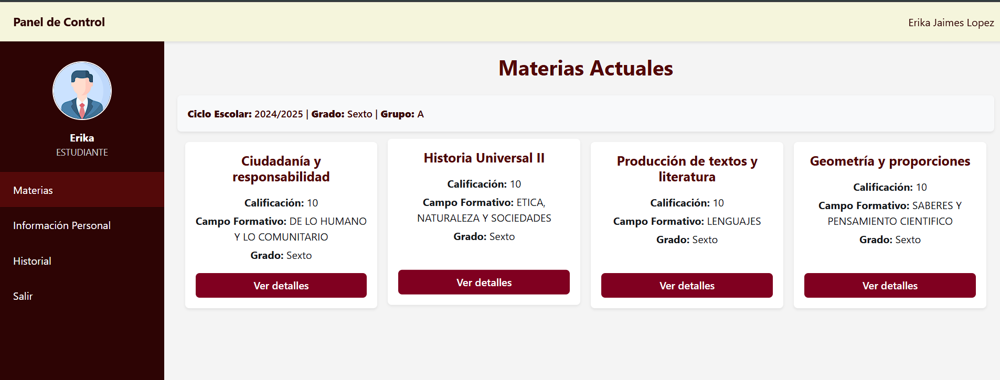 Panel de Control
Erika Jaimes Lopez
Erika
ESTUDIANTE
Materias
Información Personal
Historial
Salir
Materias Actuales
Ciclo Escolar: 2024/2025 | Grado: Sexto | Grupo: A
Ciudadanía y
responsabilidad
Calificación: 10
Campo Formativo: DE LO HUMANO
Y LO COMUNITARIO
Grado: Sexto
Ver detalles
Historia Universal II
Calificación: 10
Campo Formativo: ETICA,
NATURALEZA Y SOCIEDADES
Grado: Sexto
Ver detalles
Producción de textos y
literatura
Calificación: 10
Campo Formativo: LENGUAJES
Grado: Sexto
Ver detalles
Geometría y proporciones
Calificación: 10
Campo Formativo: SABERES Y
PENSAMIENTO CIENTIFICO
Grado: Sexto
Ver detalles